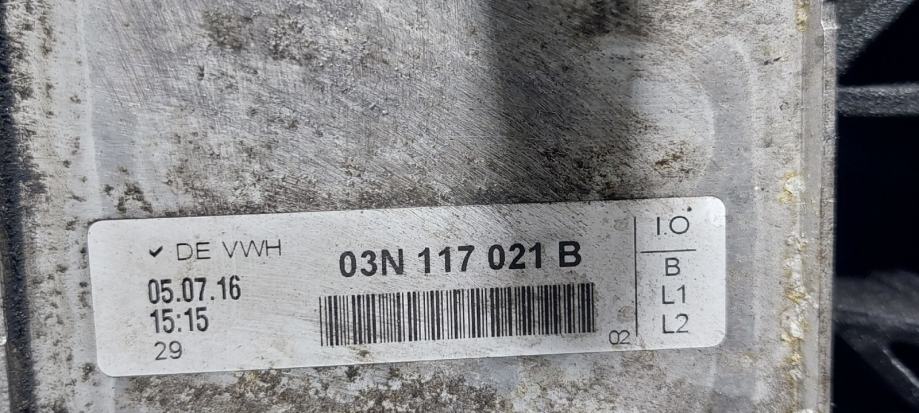 DE VWH
05.07.16
15:15
29
03N 117 021 B
02
I.O
B
L1
L2